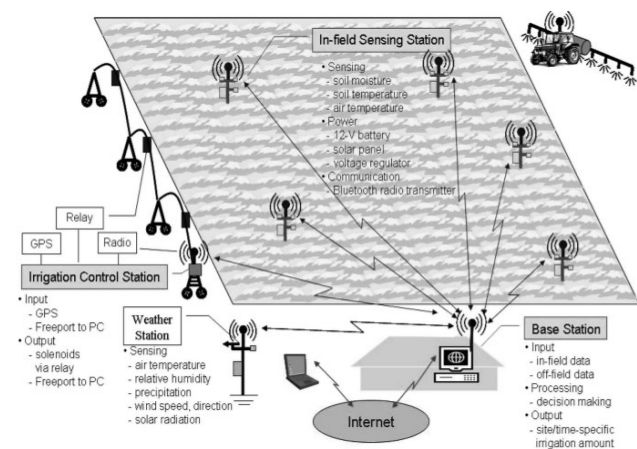 In-field Sensing Station
• Sensing
- soil moisture
- soil temperature
- air temperature
• Power
- 12-V battery
- solar panel
- voltage regulator
• Communication
- Bluetooth radio transmitter
Relay
GPS
Radio
Irrigation Control Station
• Input
- GPS
- Freeport to PC
• Output
- solenoids
via relay
- Freeport to PC
Weather
Station
• Sensing
- air temperature
- relative humidity
- precipitation
- wind speed, direction
- solar radiation
Base Station
• Input
- in-field data
- off-field data
• Processing
- decision making
• Output
- site/time-specific
irrigation amount
Internet